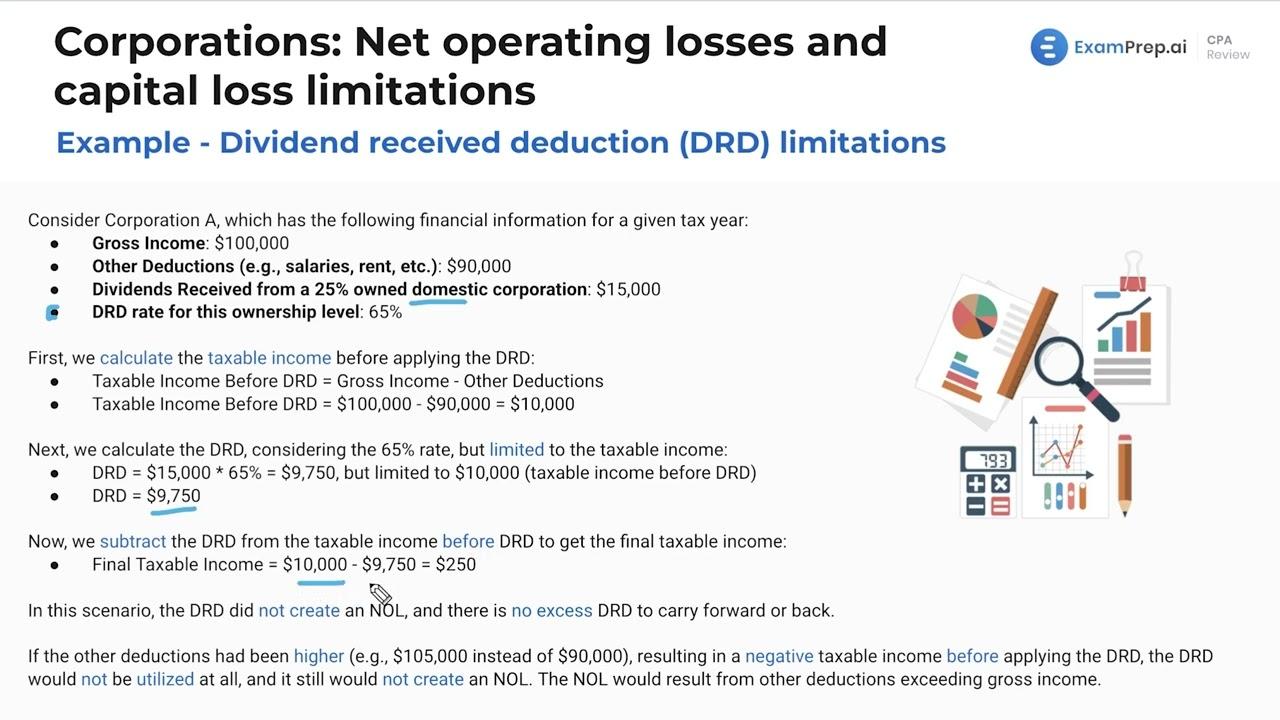 Corporations: Net operating losses and
capital loss limitations
ExamPrep.ai
CPA
Review
Example - Dividend received deduction (DRD) limitations
Consider Corporation A, which has the following financial information for a given tax year:
● Gross Income: $100,000
● Other Deductions (e.g., salaries, rent, etc.): $90,000
● Dividends Received from a 25% owned domestic corporation: $15,000
● DRD rate for this ownership level: 65%
First, we calculate the taxable income before applying the DRD:
● Taxable Income Before DRD = Gross Income - Other Deductions
● Taxable Income Before DRD = $100,000 - $90,000 = $10,000
Next, we calculate the DRD, considering the 65% rate, but limited to the taxable income:
● DRD = $15,000 * 65% = $9,750, but limited to $10,000 (taxable income before DRD)
● DRD = $9,750
Now, we subtract the DRD from the taxable income before DRD to get the final taxable income:
● Final Taxable Income = $10,000 - $9,750 = $250
In this scenario, the DRD did not create an NOL, and there is no excess DRD to carry forward or back.
If the other deductions had been higher (e.g., $105,000 instead of $90,000), resulting in a negative taxable income before applying the DRD, the DRD
would not be utilized at all, and it still would not create an NOL. The NOL would result from other deductions exceeding gross income.
793